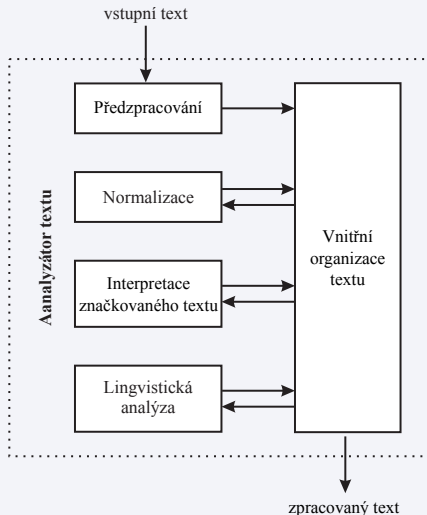 vstupní text
Předzpracování
Normalizace
Interpretace
značkovaného textu
Lingvistická
analýza
Aanalyzátor textu
Vnitřní
organizace
textu
zpracovaný text